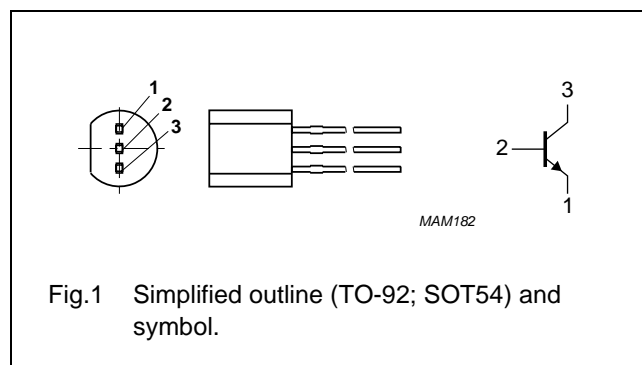 1
2
3
3
2
1
MAM182
Fig.1 Simplified outline (TO-92; SOT54) and
symbol.